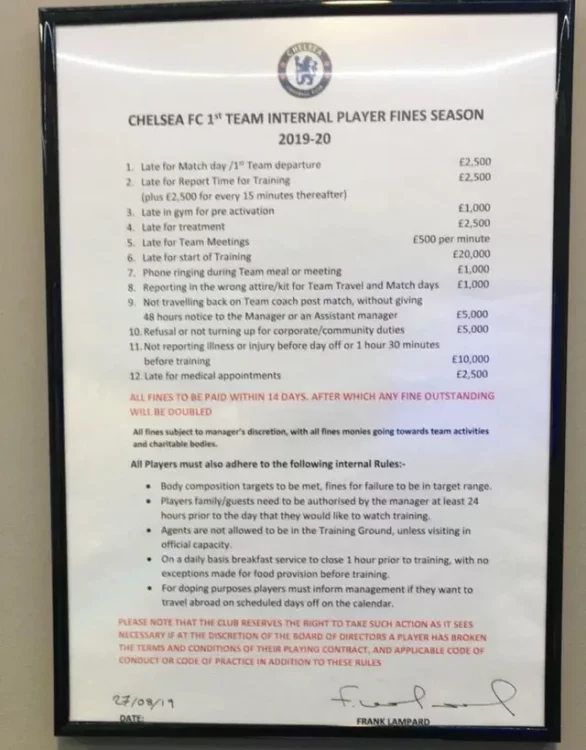 CHELSEA
FOOTBALL CLUB
CHELSEA FC 1st TEAM INTERNAL PLAYER FINES SEASON
2019-20
1. Late for Match day /1st Team departure £2,500
2. Late for Report Time for Training £2,500
(plus £2,500 for every 15 minutes thereafter)
3. Late in gym for pre activation £1,000
4. Late for treatment £2,500
5. Late for Team Meetings £500 per minute
6. Late for start of Training £20,000
7. Phone ringing during Team meal or meeting £1,000
8. Reporting in the wrong attire/kit for Team Travel and Match days £1,000
9. Not travelling back on Team coach post match, without giving
48 hours notice to the Manager or an Assistant manager £5,000
10. Refusal or not turning up for corporate/community duties £5,000
11. Not reporting illness or injury before day off or 1 hour 30 minutes
before training £10,000
12. Late for medical appointments £2,500
ALL FINES TO BE PAID WITHIN 14 DAYS. AFTER WHICH ANY FINE OUTSTANDING
WILL BE DOUBLED
All fines subject to manager's discretion, with all fines monies going towards team activities
and charitable bodies.
All Players must also adhere to the following internal Rules:-
• Body composition targets to be met, fines for failure to be in target range.
• Players family/guests need to be authorised by the manager at least 24
hours prior to the day that they would like to watch training.
• Agents are not allowed to be in the Training Ground, unless visiting in
official capacity.
• On a daily basis breakfast service to close 1 hour prior to training, with no
exceptions made for food provision before training.
• For doping purposes players must inform management if they want to
travel abroad on scheduled days off on the calendar.
PLEASE NOTE THAT THE CLUB RESERVES THE RIGHT TO TAKE SUCH ACTION AS IT SEES
NECESSARY IF AT THE DISCRETION OF THE BOARD OF DIRECTORS A PLAYER HAS BROKEN
THE TERMS AND CONDITIONS OF THEIR PLAYING CONTRACT, AND APPLICABLE CODE OF
CONDUCT OR CODE OF PRACTICE IN ADDITION TO THESE RULES
27/08/19
DATE: FRANK LAMPARD